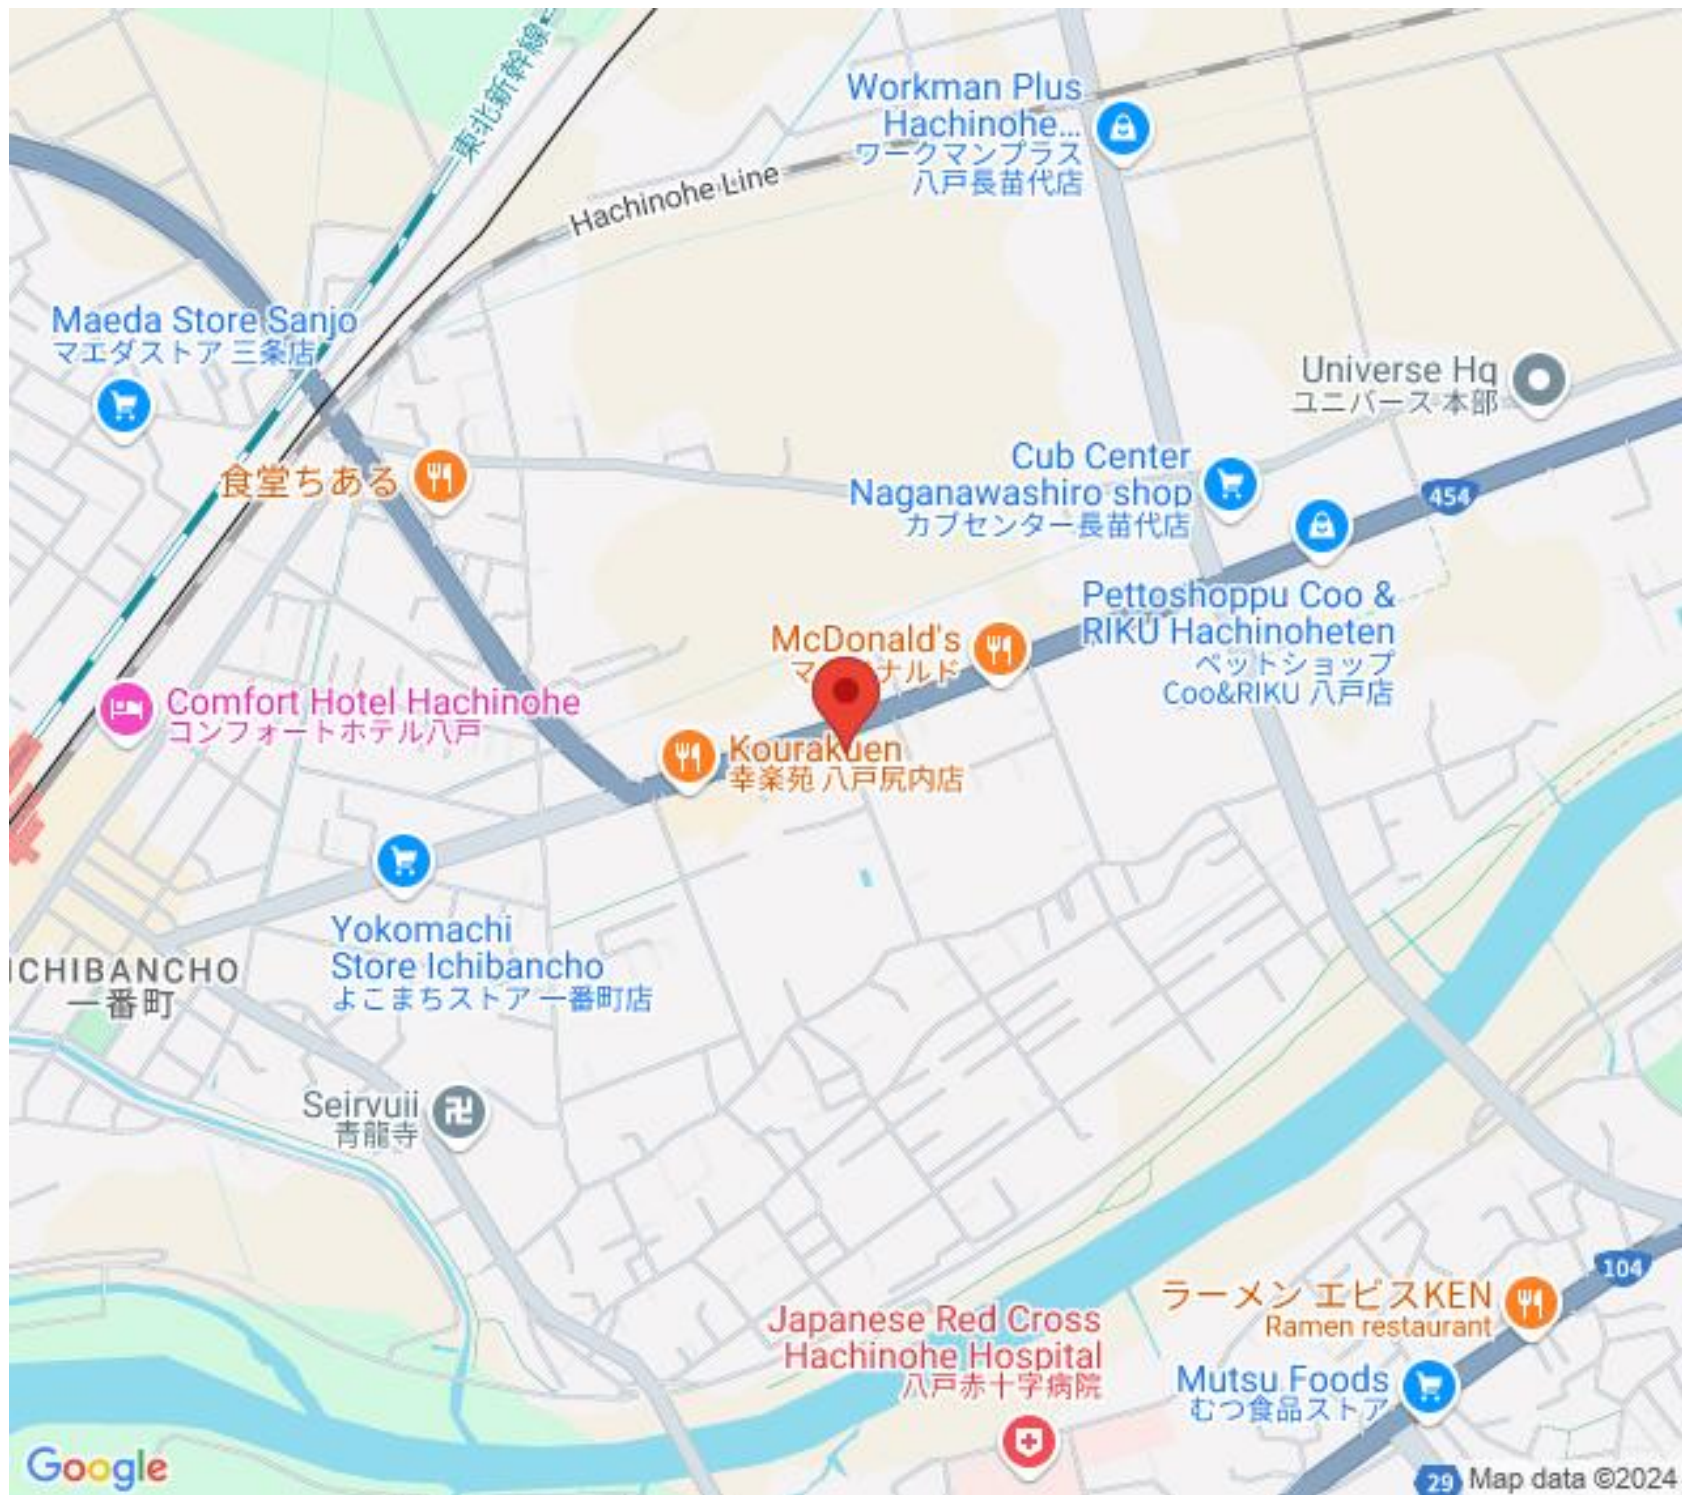 東北新幹線
Workman Plus
Hachinohe...
ワークマンプラス
八戸長苗代店
Hachinohe Line
Maeda Store Sanjo
マエダストア 三条店
Universe Hq
ユニバース 本部
食堂ちある
Cub Center
Naganawashiro shop
カブセンター長苗代店
454
Pettoshoppu Coo &
RIKU Hachinoheten
ペットショップ
Coo&RIKU 八戸店
McDonald's
Comfort Hotel Hachinohe
コンフォートホテル八戸
Kourakuen
幸楽苑 八戸尻内店
Yokomachi
Store Ichibancho
よこまちストア 一番町店
ICHIBANCHO
一番町
Seiryuji
青龍寺
104
ラーメン エビスKEN
Ramen restaurant
Japanese Red Cross
Hachinohe Hospital
八戸赤十字病院
Mutsu Foods
むつ食品ストア
Google
29
Map data ©2024